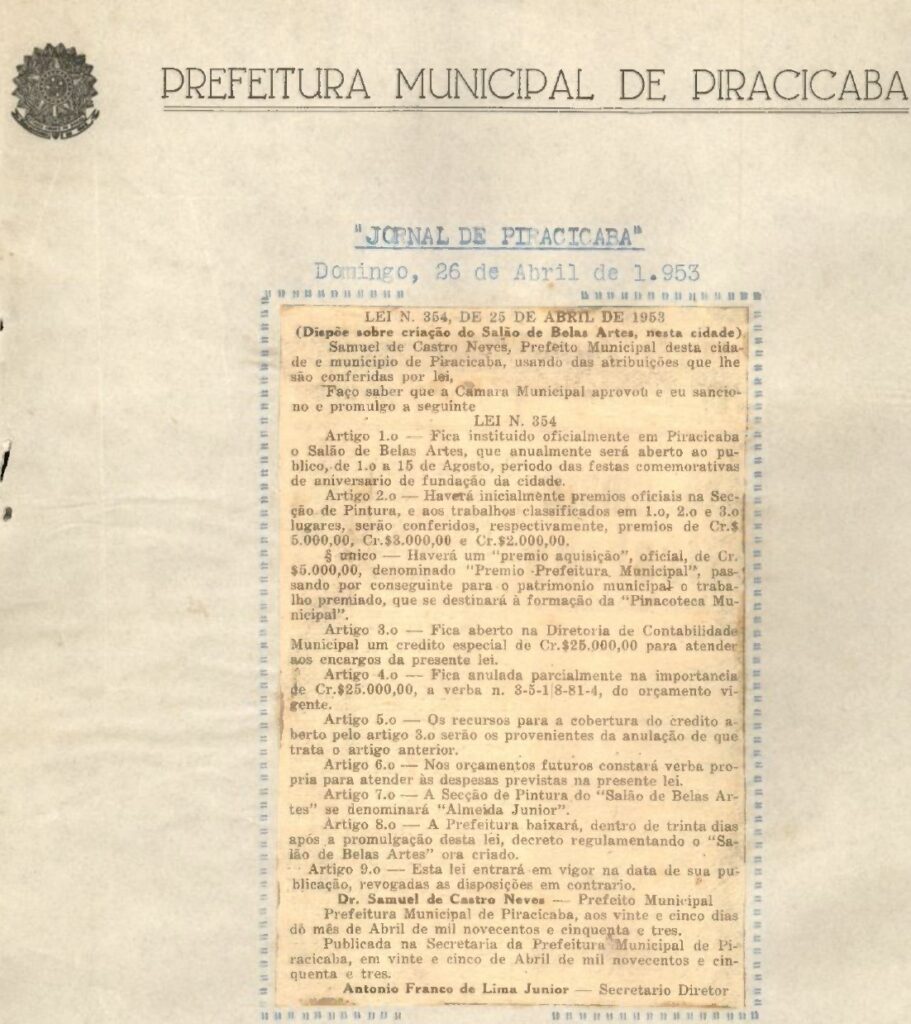 PREFEITURA MUNICIPAL DE PIRACICABA
"JORNAL DE PIRACICABA"
Domingo, 26 de Abril de 1.953
LEI N. 354, DE 25 DE ABRIL DE 1953
(Dispõe sobre criação do Salão de Belas Artes, nesta cidade)
Samuel de Castro Neves, Prefeito Municipal desta cida-
de e municipio de Piracicaba, usando das atribuições que lhe
são conferidas por lei,
Faço saber que a Câmara Municipal aprovou e eu sancio-
no e promulgo a seguinte
LEI N. 354
Artigo 1.o — Fica instituido oficialmente em Piracicaba
o Salão de Belas Artes, que anualmente será aberto ao pu-
blico, de 1.o a 15 de Agosto, periodo das festas comemorativas
de aniversario de fundação da cidade.
Artigo 2.o — Haverá inicialmente premios oficiais na Sec-
ção de Pintura, e aos trabalhos classificados em 1.o, 2.o e 3.o
lugares, serão conferidos, respectivamente, premios de Cr.$
5.000,00, Cr.$3.000,00 e Cr.$2.000,00.
§ unico — Haverá um "premio aquisição", oficial, de Cr.
$5.000,00, denominado "Premio Prefeitura Municipal", pas-
sando por conseguinte para o patrimonio municipal o traba-
lho premiado, que se destinará à formação da "Pinacoteca Mu-
nicipal".
Artigo 3.o — Fica aberto na Diretoria de Contabilidade
Municipal um credito especial de Cr.$25.000,00 para atender
aos encargos da presente lei.
Artigo 4.o — Fica anulada parcialmente na importancia
de Cr.$25.000,00, a verba n. 3-5-1|8-81-4, do orçamento vi-
gente.
Artigo 5.o — Os recursos para a cobertura do credito a-
berto pelo artigo 3.o serão os provenientes da anulação de que
trata o artigo anterior.
Artigo 6.o — Nos orçamentos futuros constará verba pro-
pria para atender às despesas previstas na presente lei.
Artigo 7.o — A Secção de Pintura do "Salão de Belas Ar-
tes" se denominará "Almeida Junior".
Artigo 8.o — A Prefeitura baixará, dentro de trinta dias
após a promulgação desta lei, decreto regulamentando o "Sa-
lão de Belas Artes" ora criado.
Artigo 9.o — Esta lei entrará em vigor na data de sua pu-
blicação, revogadas as disposições em contrario.
Dr. Samuel de Castro Neves — Prefeito Municipal
Prefeitura Municipal de Piracicaba, aos vinte e cinco dias
do mês de Abril de mil novecentos e cinquenta e tres.
Publicada na Secretaria da Prefeitura Municipal de Pi-
racicaba, em vinte e cinco de Abril de mil novecentos e cin-
quenta e tres.
Antonio Franco de Lima Junior — Secretario Diretor